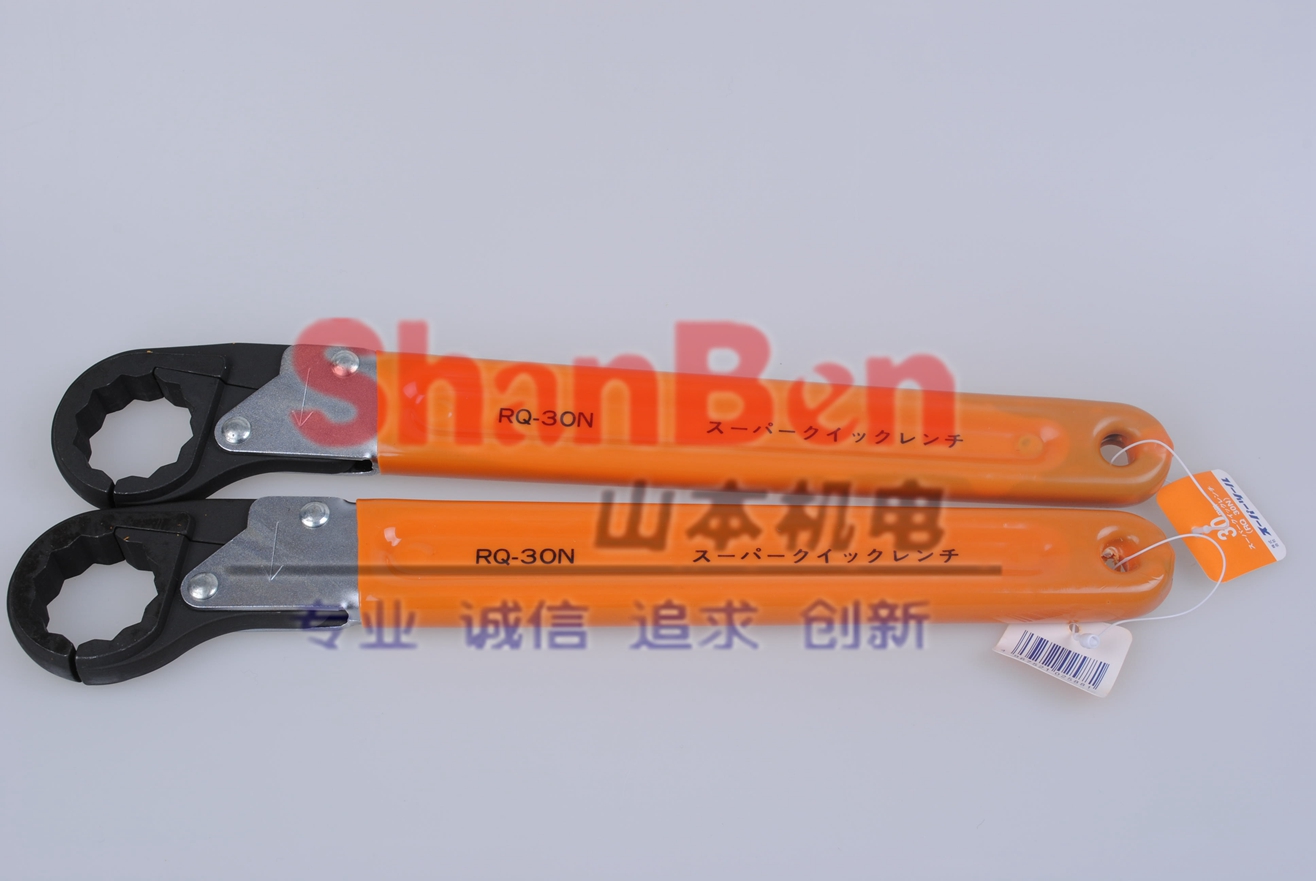 ShanBen
RQ-30N
スーパークイックレンチ
山本机电
RQ-30N
スーパークイックレンチ
专业 诚信 追求 创新
30